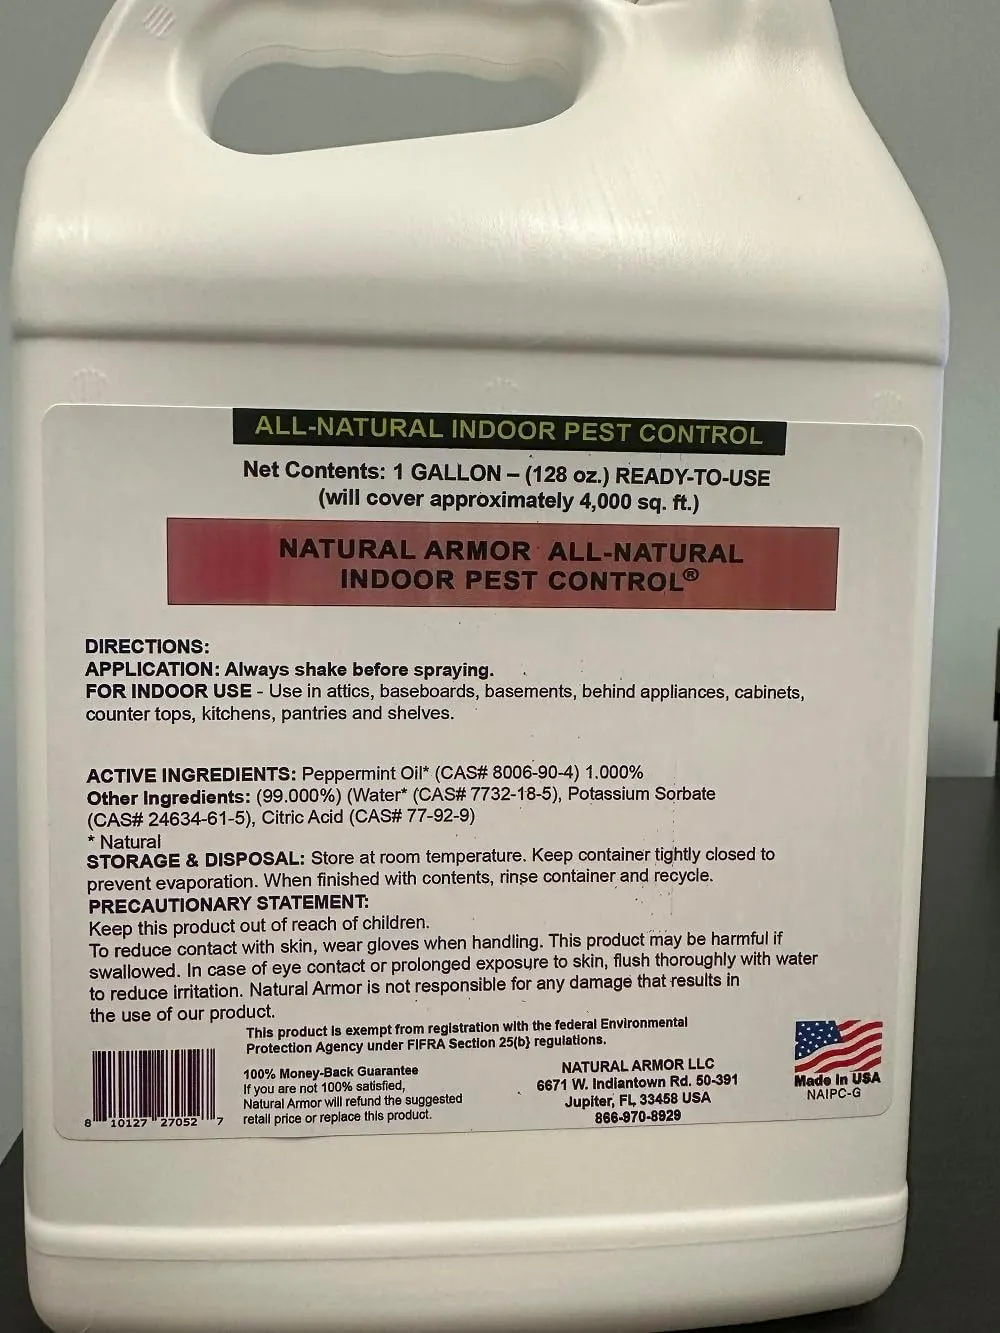 ALL-NATURAL INDOOR PEST CONTROL
Net Contents: 1 GALLON – (128 oz.) READY-TO-USE
(will cover approximately 4,000 sq. ft.)
NATURAL ARMOR ALL-NATURAL
INDOOR PEST CONTROL®
DIRECTIONS:
APPLICATION: Always shake before spraying.
FOR INDOOR USE - Use in attics, baseboards, basements, behind appliances, cabinets,
counter tops, kitchens, pantries and shelves.
ACTIVE INGREDIENTS: Peppermint Oil* (CAS# 8006-90-4) 1.000%
Other Ingredients: (99.000%) (Water* (CAS# 7732-18-5), Potassium Sorbate
(CAS# 24634-61-5), Citric Acid (CAS# 77-92-9)
* Natural
STORAGE & DISPOSAL: Store at room temperature. Keep container tightly closed to
prevent evaporation. When finished with contents, rinse container and recycle.
PRECAUTIONARY STATEMENT:
Keep this product out of reach of children.
To reduce contact with skin, wear gloves when handling. This product may be harmful if
swallowed. In case of eye contact or prolonged exposure to skin, flush thoroughly with water
to reduce irritation. Natural Armor is not responsible for any damage that results in
the use of our product.
This product is exempt from registration with the federal Environmental
Protection Agency under FIFRA Section 25(b} regulations.
100% Money-Back Guarantee
If you are not 100% satisfied,
Natural Armor will refund the suggested
retail price or replace this product.
NATURAL ARMOR LLC
6671 W. Indiantown Rd. 50-391
Jupiter, FL 33458 USA
866-970-8929
Made in USA
NAIPC-G
8 10127 27052 7